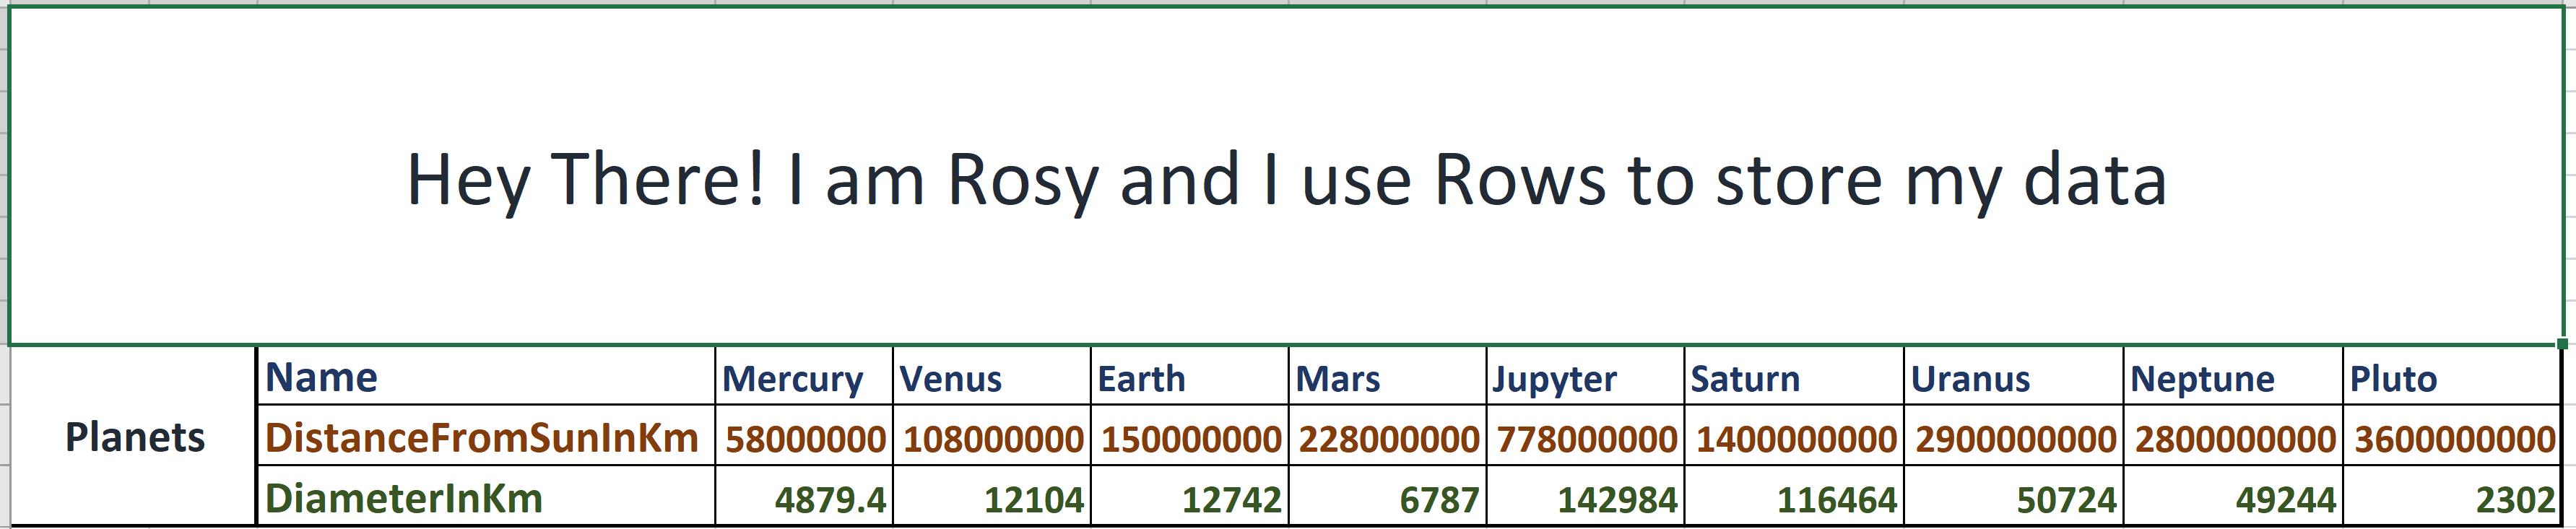 Hey There! I am Rosy and I use Rows to store my data
Planets
Name Mercury Venus Earth Mars Jupyter Saturn Uranus Neptune Pluto
DistanceFromSunInKm 58000000 108000000 150000000 228000000 778000000 1400000000 2900000000 2800000000 3600000000
DiameterInKm 4879.4 12104 12742 6787 142984 116464 50724 49244 2302